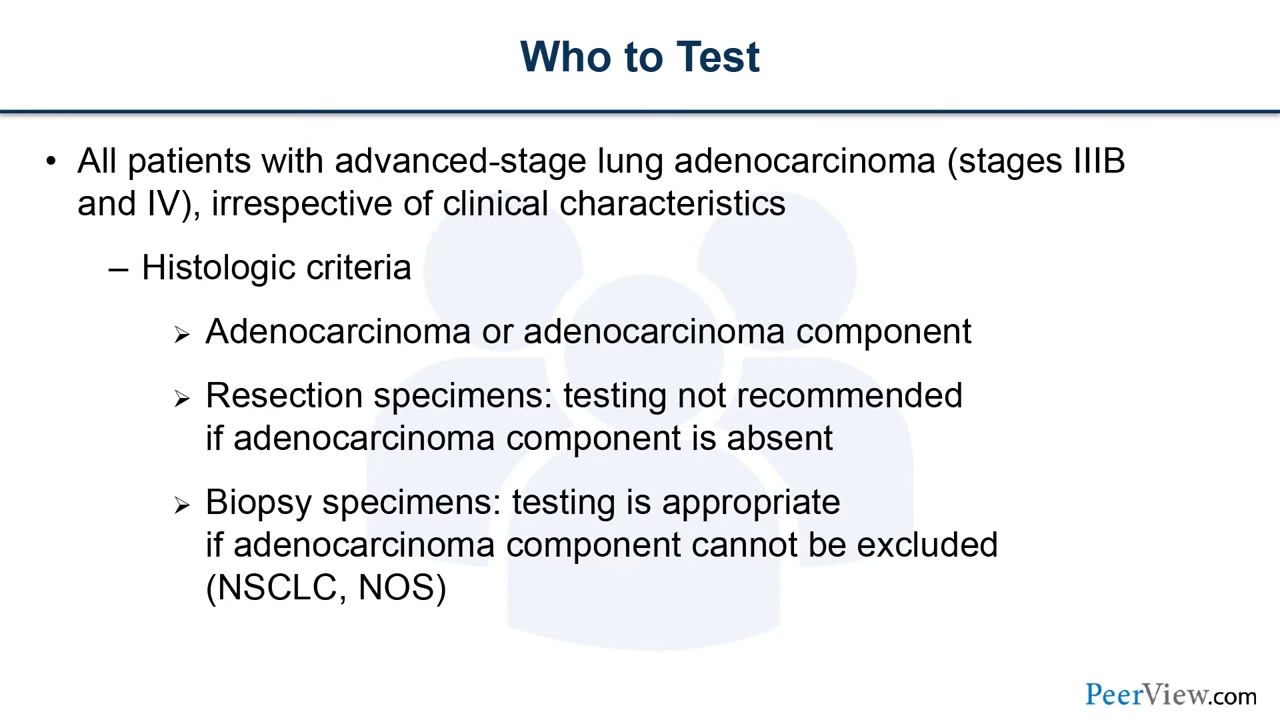 Who to Test
• All patients with advanced-stage lung adenocarcinoma (stages IIIB
and IV), irrespective of clinical characteristics
– Histologic criteria
➢ Adenocarcinoma or adenocarcinoma component
➢ Resection specimens: testing not recommended
if adenocarcinoma component is absent
➢ Biopsy specimens: testing is appropriate
if adenocarcinoma component cannot be excluded
(NSCLC, NOS)
PeerView.com